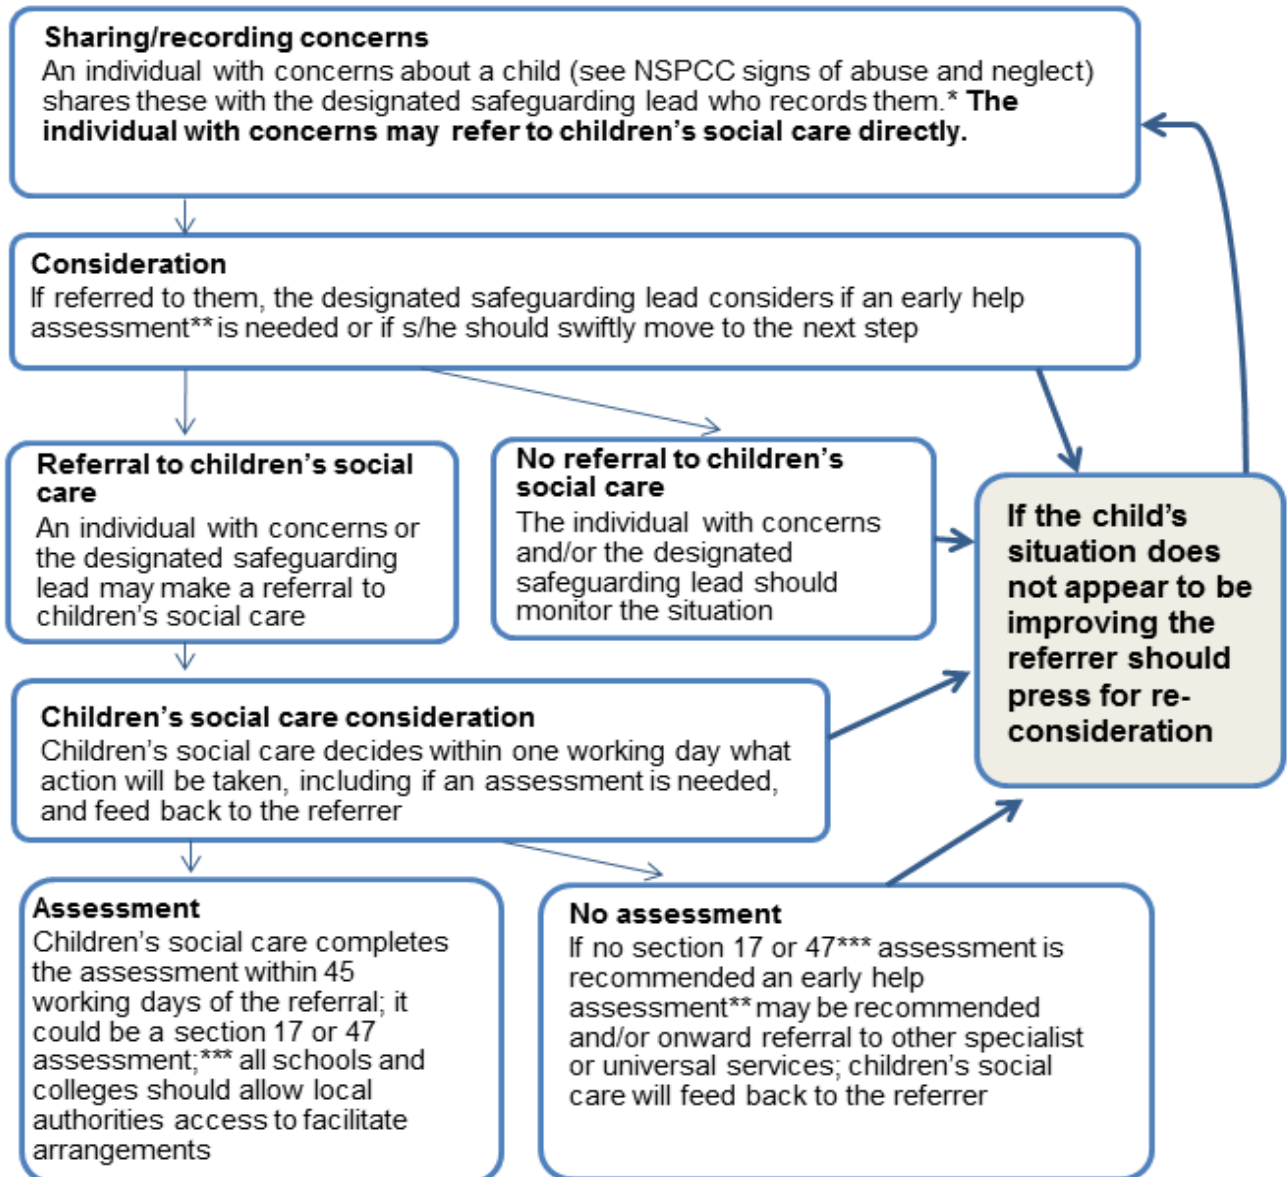 Sharing/recording concerns
An individual with concerns about a child (see NSPCC signs of abuse and neglect)
shares these with the designated safeguarding lead who records them.* The
individual with concerns may refer to children's social care directly.
Consideration
If referred to them, the designated safeguarding lead considers if an early help
assessment** is needed or if s/he should swiftly move to the next step
Referral to children's social
care
An individual with concerns or
the designated safeguarding
lead may make a referral to
children's social care
No referral to children's
social care
The individual with concerns
and/or the designated
safeguarding lead should
monitor the situation
If the child's
situation does
not appear to be
improving the
referrer should
press for re-
consideration
Children's social care consideration
Children's social care decides within one working day what
action will be taken, including if an assessment is needed,
and feed back to the referrer
Assessment
Children's social care completes
the assessment within 45
working days of the referral; it
could be a section 17 or 47
assessment;*** all schools and
colleges should allow local
authorities access to facilitate
arrangements
No assessment
If no section 17 or 47*** assessment is
recommended an early help
assessment** may be recommended
and/or onward referral to other specialist
or universal services; children's social
care will feed back to the referrer